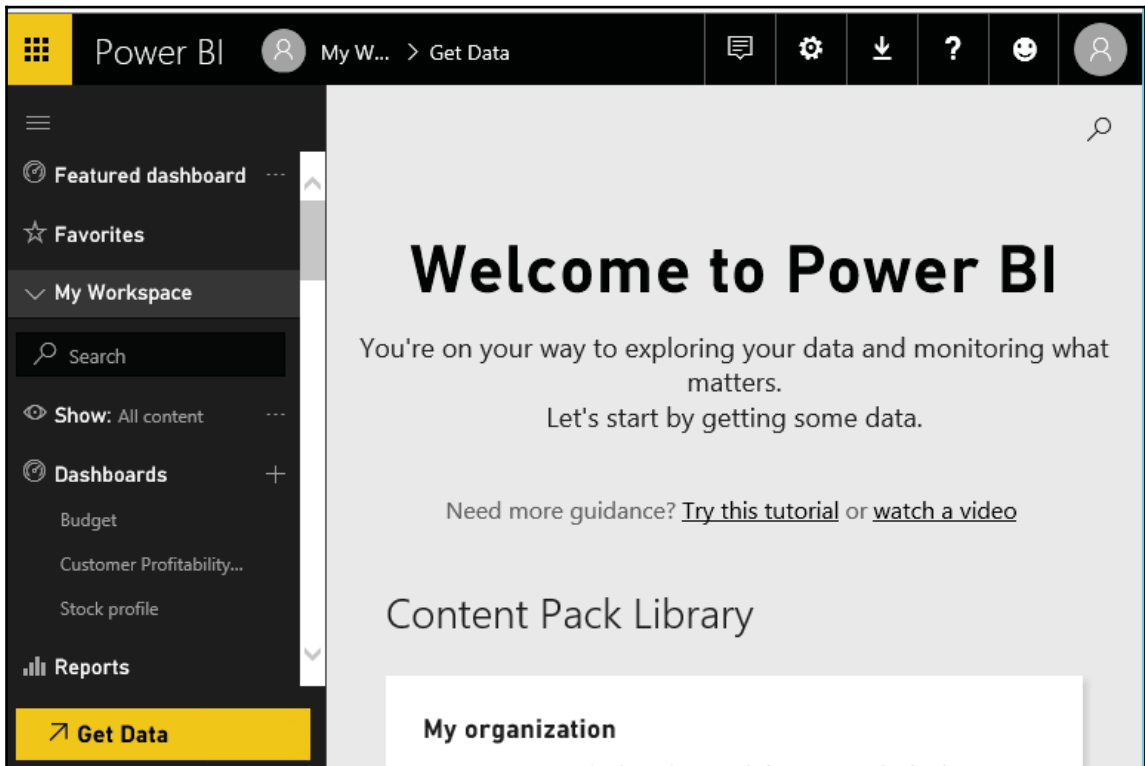 Power BI
My W... > Get Data
?
Featured dashboard ...
Favorites
My Workspace
Search
Show: All content ...
Dashboards +
Budget
Customer Profitability...
Stock profile
Reports
Get Data
Welcome to Power BI
You're on your way to exploring your data and monitoring what
matters.
Let's start by getting some data.
Need more guidance? Try this tutorial or watch a video
Content Pack Library
My organization